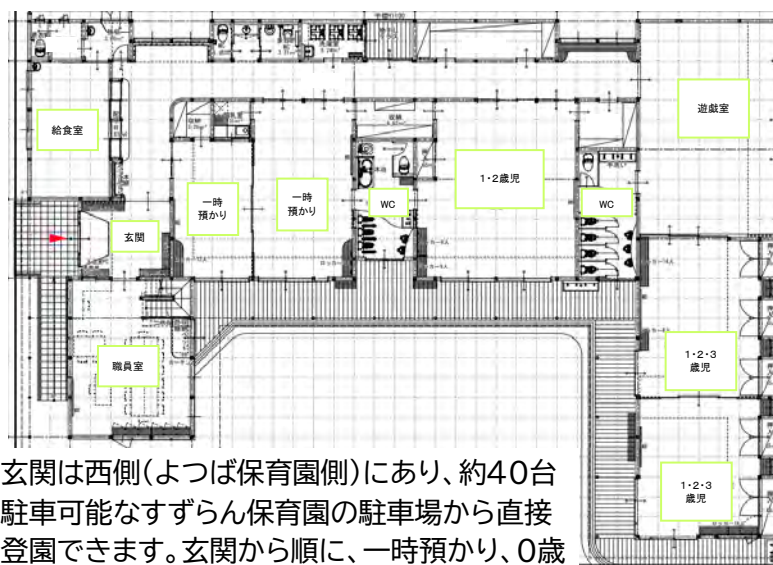 給食室
遊戯室
一時
預かり
一時
預かり
1・2歳児
WC
WC
玄関
職員室
1・2・3
歳児
1・2・3
歳児
玄関は西側(よつば保育園側)にあり、約40台
駐車可能なすずらん保育園の駐車場から直接
登園できます。玄関から順に、一時預かり、0歳